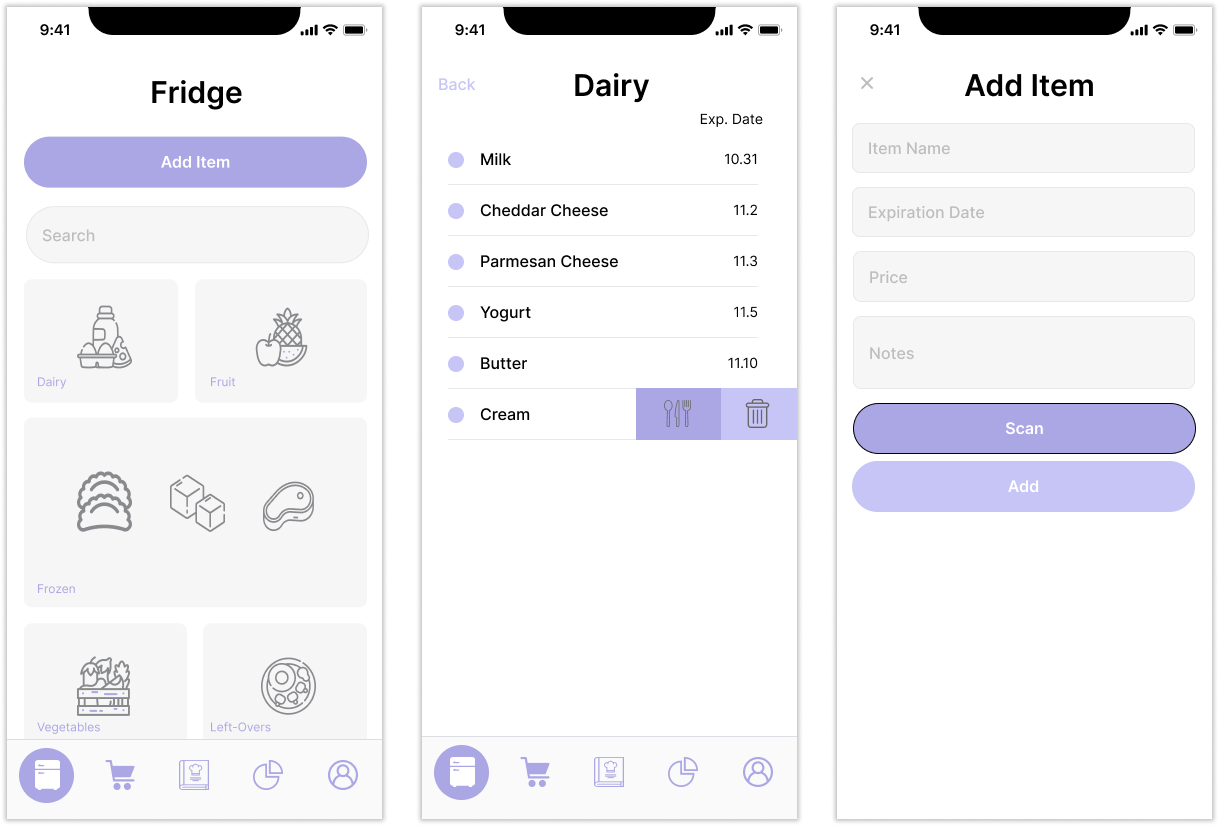 9:41
Fridge
Add Item
Search
Dairy
Fruit
Frozen
Vegetables
Left-Overs
9:41
Back
Dairy
Exp. Date
Milk 10.31
Cheddar Cheese 11.2
Parmesan Cheese 11.3
Yogurt 11.5
Butter 11.10
Cream
9:41
Add Item
Item Name
Expiration Date
Price
Notes
Scan
Add